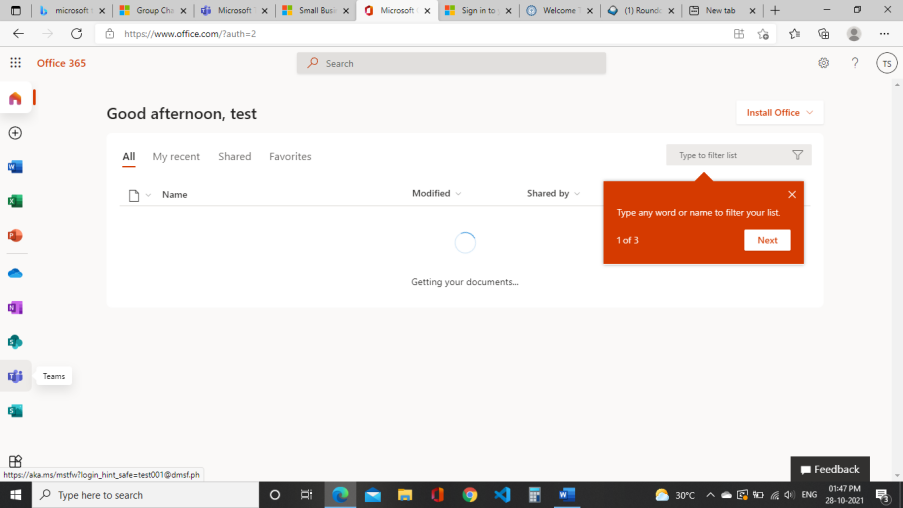 microsoft
Group Cha
Microsoft
Small Busi
Microsoft
Sign in to
Welcome
(1) Rounde
New tab
https://www.office.com/?auth=2
Office 365
Search
TS
Good afternoon, test
Install Office
All My recent Shared Favorites
Type to filter list
Name Modified Shared by
Type any word or name to filter your list.
1 of 3 Next
Getting your documents...
Teams
Feedback
https://aka.ms/mstfw?login_hint_safe=test001@dmsf.ph
Type here to search
30°C
ENG
01:47 PM
28-10-2021
3